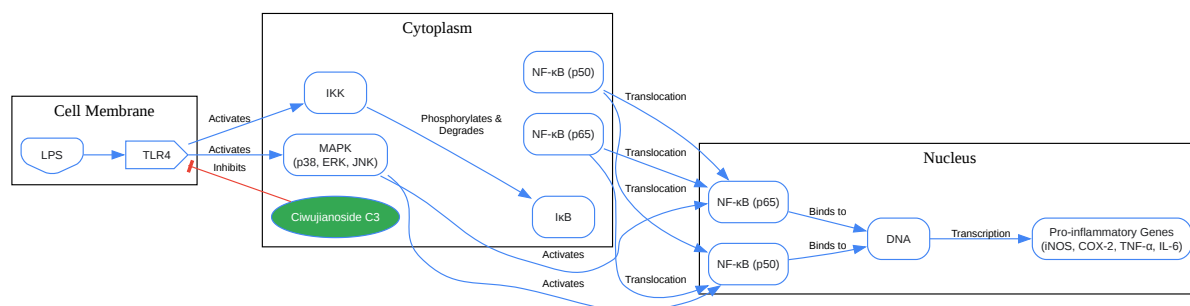 Cell Membrane
LPS
TLR4
Activates
Activates
Inhibits
Cytoplasm
IKK
MAPK
(p38, ERK, JNK)
Ciwujianoside C3
Phosphorylates &
Degrades
NF-κB (p50)
NF-κB (p65)
IκB
Activates
Activates
Translocation
Translocation
Translocation
Translocation
Nucleus
NF-κB (p65)
NF-κB (p50)
Binds to
Binds to
DNA
Transcription
Pro-inflammatory Genes
(iNOS, COX-2, TNF-α, IL-6)